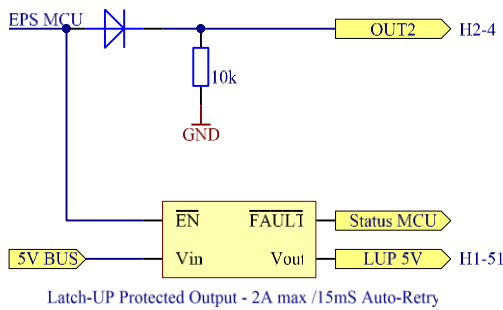 EPS MCU
OUT2 H2-4
10k
GND
EN FAULT
Status MCU
5V BUS Vin Vout LUP 5V H1-51
Latch-UP Protected Output - 2A max /15mS Auto-Retry